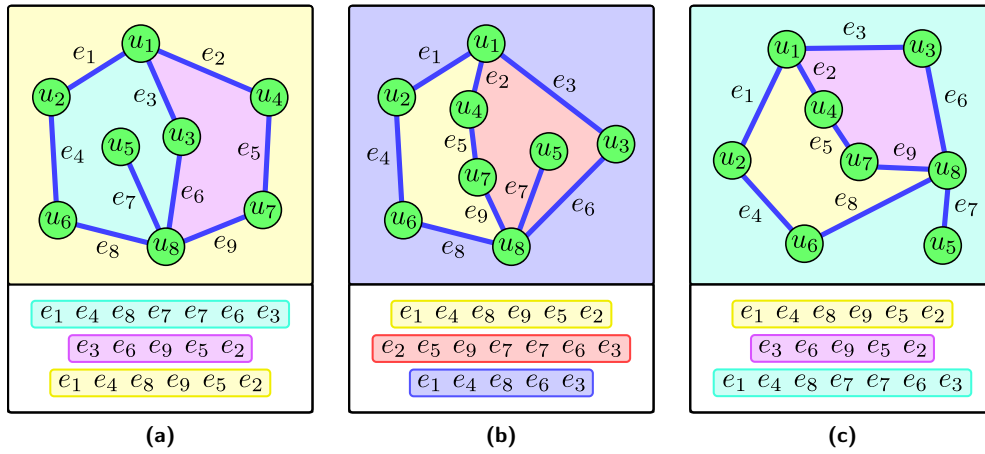 u1
e1
e2
u2
e3
u4
u3
u5
e4
e5
e7
e6
u6
u7
e8
u8
e9
e1 e4 e8 e7 e7 e6 e3
e3 e6 e9 e5 e2
e1 e4 e8 e9 e5 e2
(a)
u1
e1
e2
e3
u2
u4
e5
u3
u5
e4
u7
e7
e9
e6
u6
e8
u8
e1 e4 e8 e9 e5 e2
e2 e5 e9 e7 e7 e6 e3
e1 e4 e8 e6 e3
(b)
e3
u1
u3
e2
e1
e6
u4
e5
e9
u2
u7
u8
e8
e4
e7
u6
u5
e1 e4 e8 e9 e5 e2
e3 e6 e9 e5 e2
e1 e4 e8 e7 e7 e6 e3
(c)